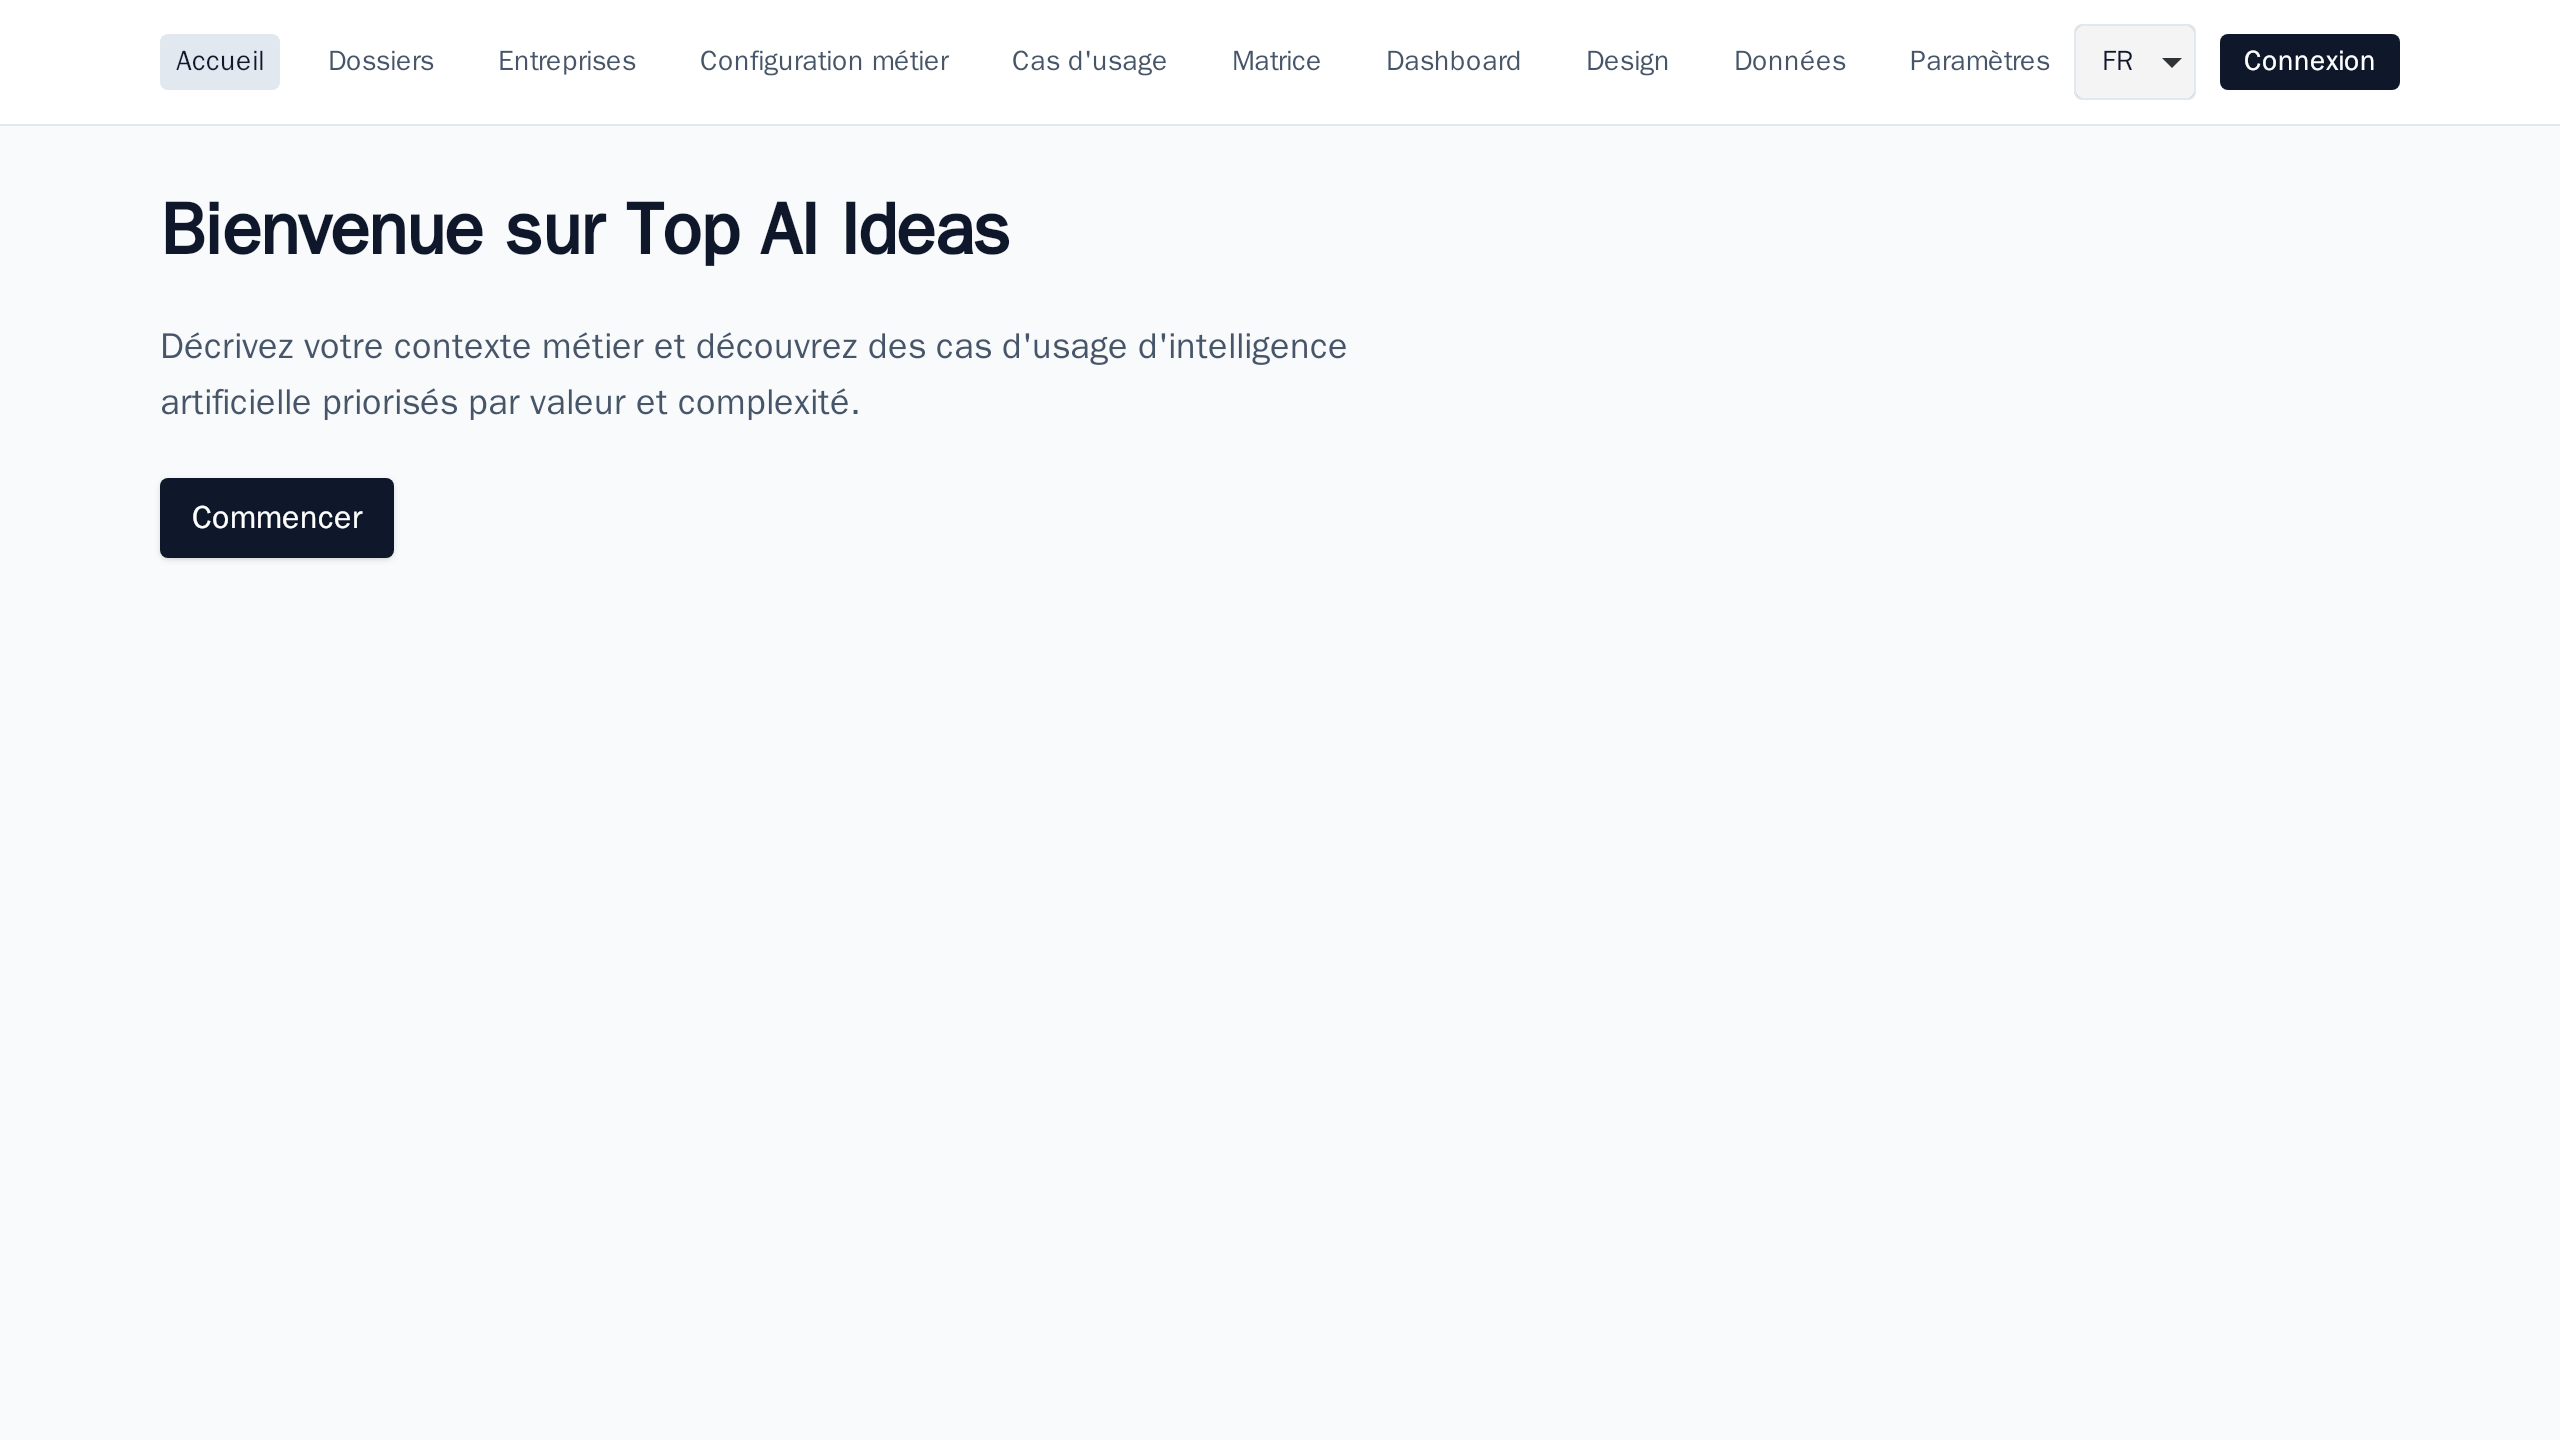 Accueil Dossiers Entreprises Configuration métier Cas d'usage Matrice Dashboard Design Données Paramètres FR Connexion
Bienvenue sur Top AI Ideas
Décrivez votre contexte métier et découvrez des cas d'usage d'intelligence
artificielle priorisés par valeur et complexité.
Commencer